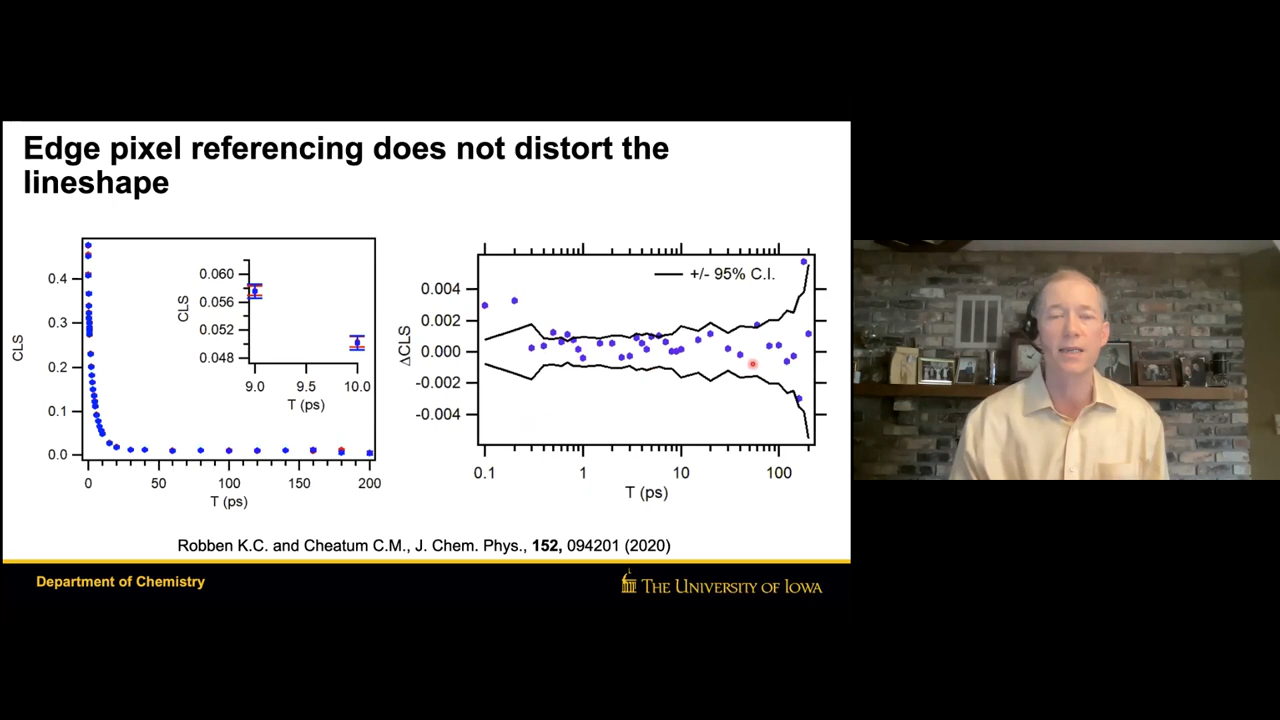 Edge pixel referencing does not distort the
lineshape
CLS
0.4
0.3
0.2
0.1
0.0
0
50
100
150
200
T (ps)
CLS
0.060
0.056
0.052
0.048
9.0
9.5
10.0
T (ps)
ΔCLS
0.004
0.002
0.000
-0.002
-0.004
+/- 95% C.I.
0.1
1
10
100
T (ps)
Robben K.C. and Cheatum C.M., J. Chem. Phys., 152, 094201 (2020)
Department of Chemistry
THE UNIVERSITY OF IOWA